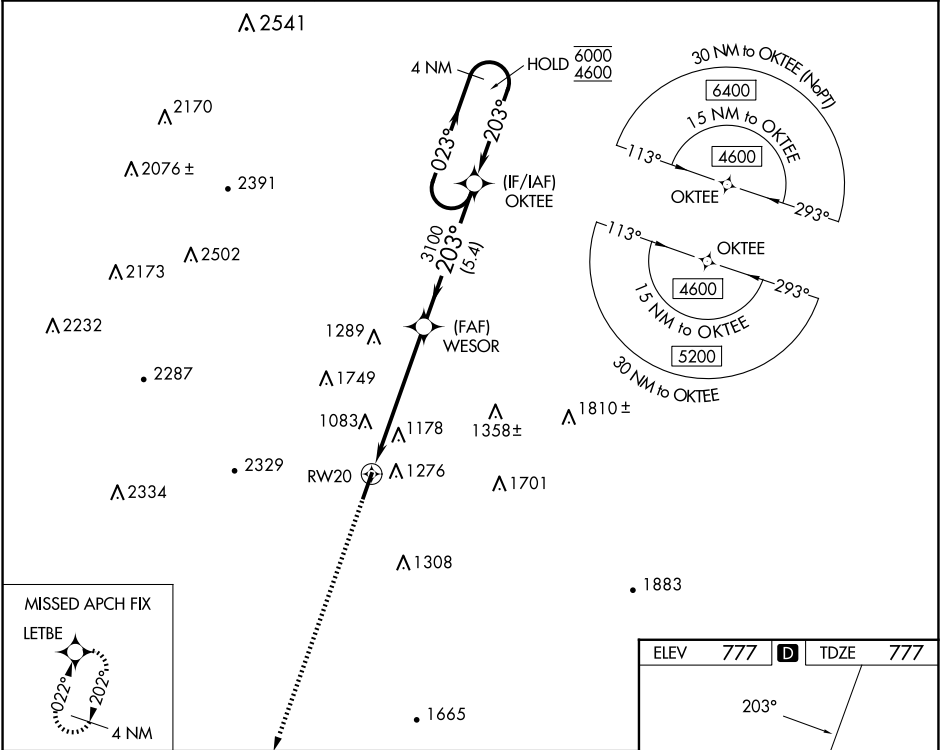 2541
4 NM
HOLD 6000
4600
30 NM to OKTEE (NoPT)
6400
15 NM to OKTEE
4600
113°
OKTEE
293°
2170
2076 ±
2391
023°
203°
(IF/IAF)
OKTEE
3100
203°
(5.4)
113°
OKTEE
4600
293°
15 NM to OKTEE
5200
30 NM to OKTEE
2502
2173
2232
1289
(FAF)
WESOR
2287
1749
1083
1178
1358±
1810 ±
2329
RW20
1276
1701
2334
1308
1883
MISSED APCH FIX
LETBE
022°
202°
4 NM
1665
ELEV 777 D TDZE 777
203°